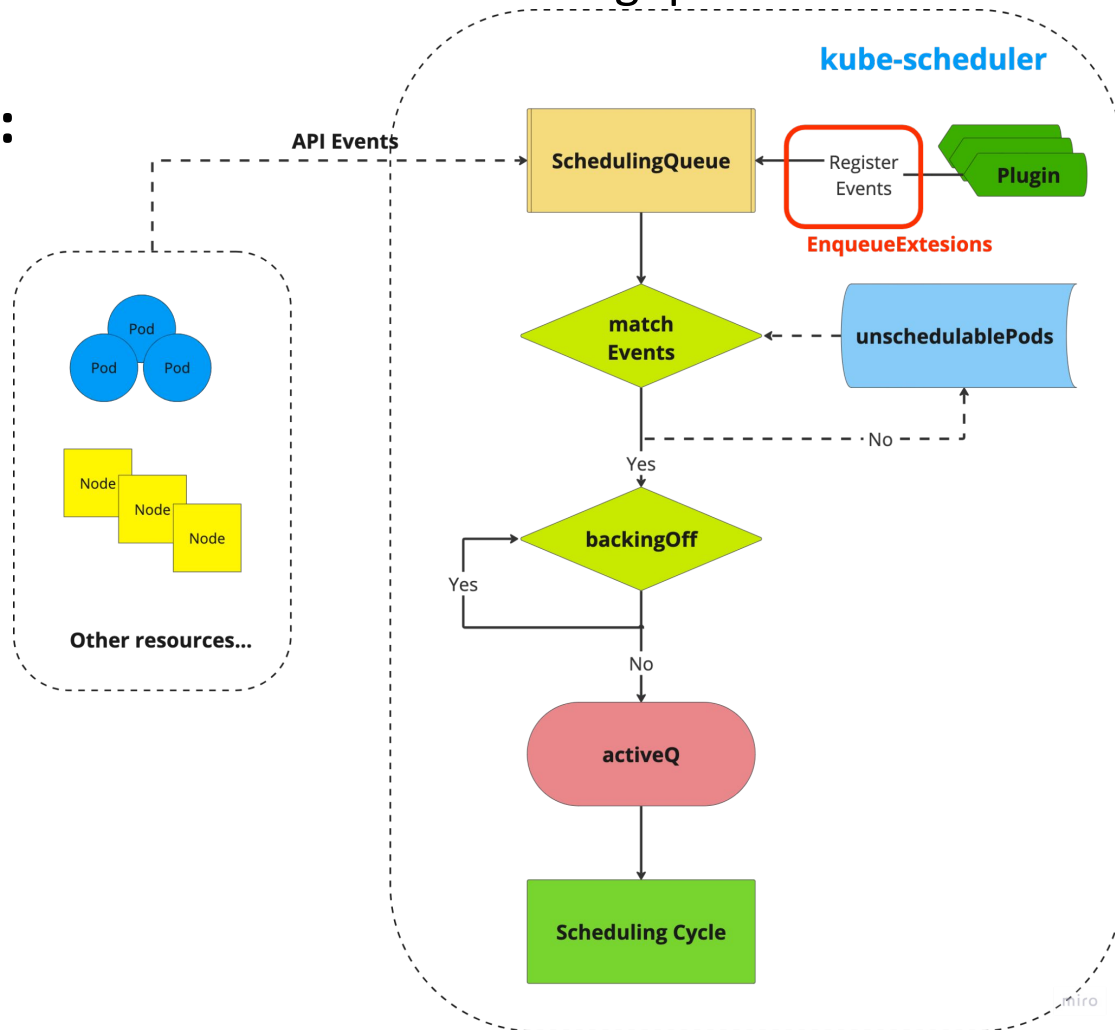 :
kube-scheduler
API Events
SchedulingQueue
Register
Events
Plugin
EnqueueExtesions
Pod
Pod
Pod
match
Events
unschedulablePods
No
Yes
Node
Node
Node
backingOff
Yes
Other resources...
No
activeQ
Scheduling Cycle
miro